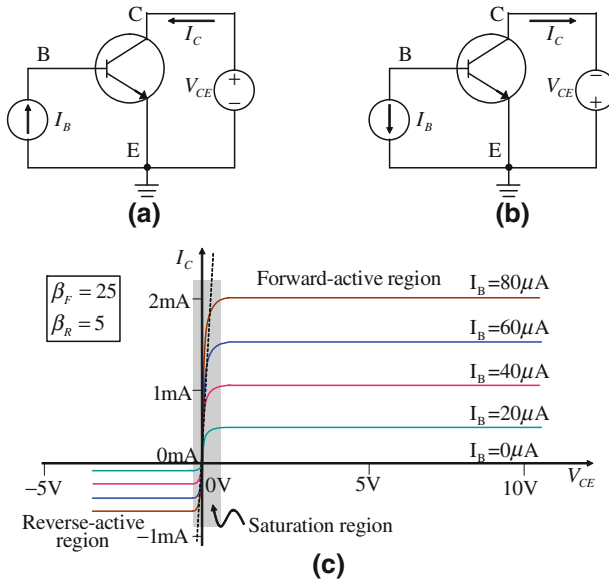 C
I_C
B
I_B
V_CE
+
−
E
(a)
C
I_C
B
I_B
V_CE
−
+
E
(b)
I_C
β_F = 25
β_R = 5
Forward-active region
2mA
1mA
0mA
−1mA
I_B=80μA
I_B=60μA
I_B=40μA
I_B=20μA
I_B=0μA
−5V
0V
5V
10V
V_CE
Reverse-active
region
Saturation region
(c)